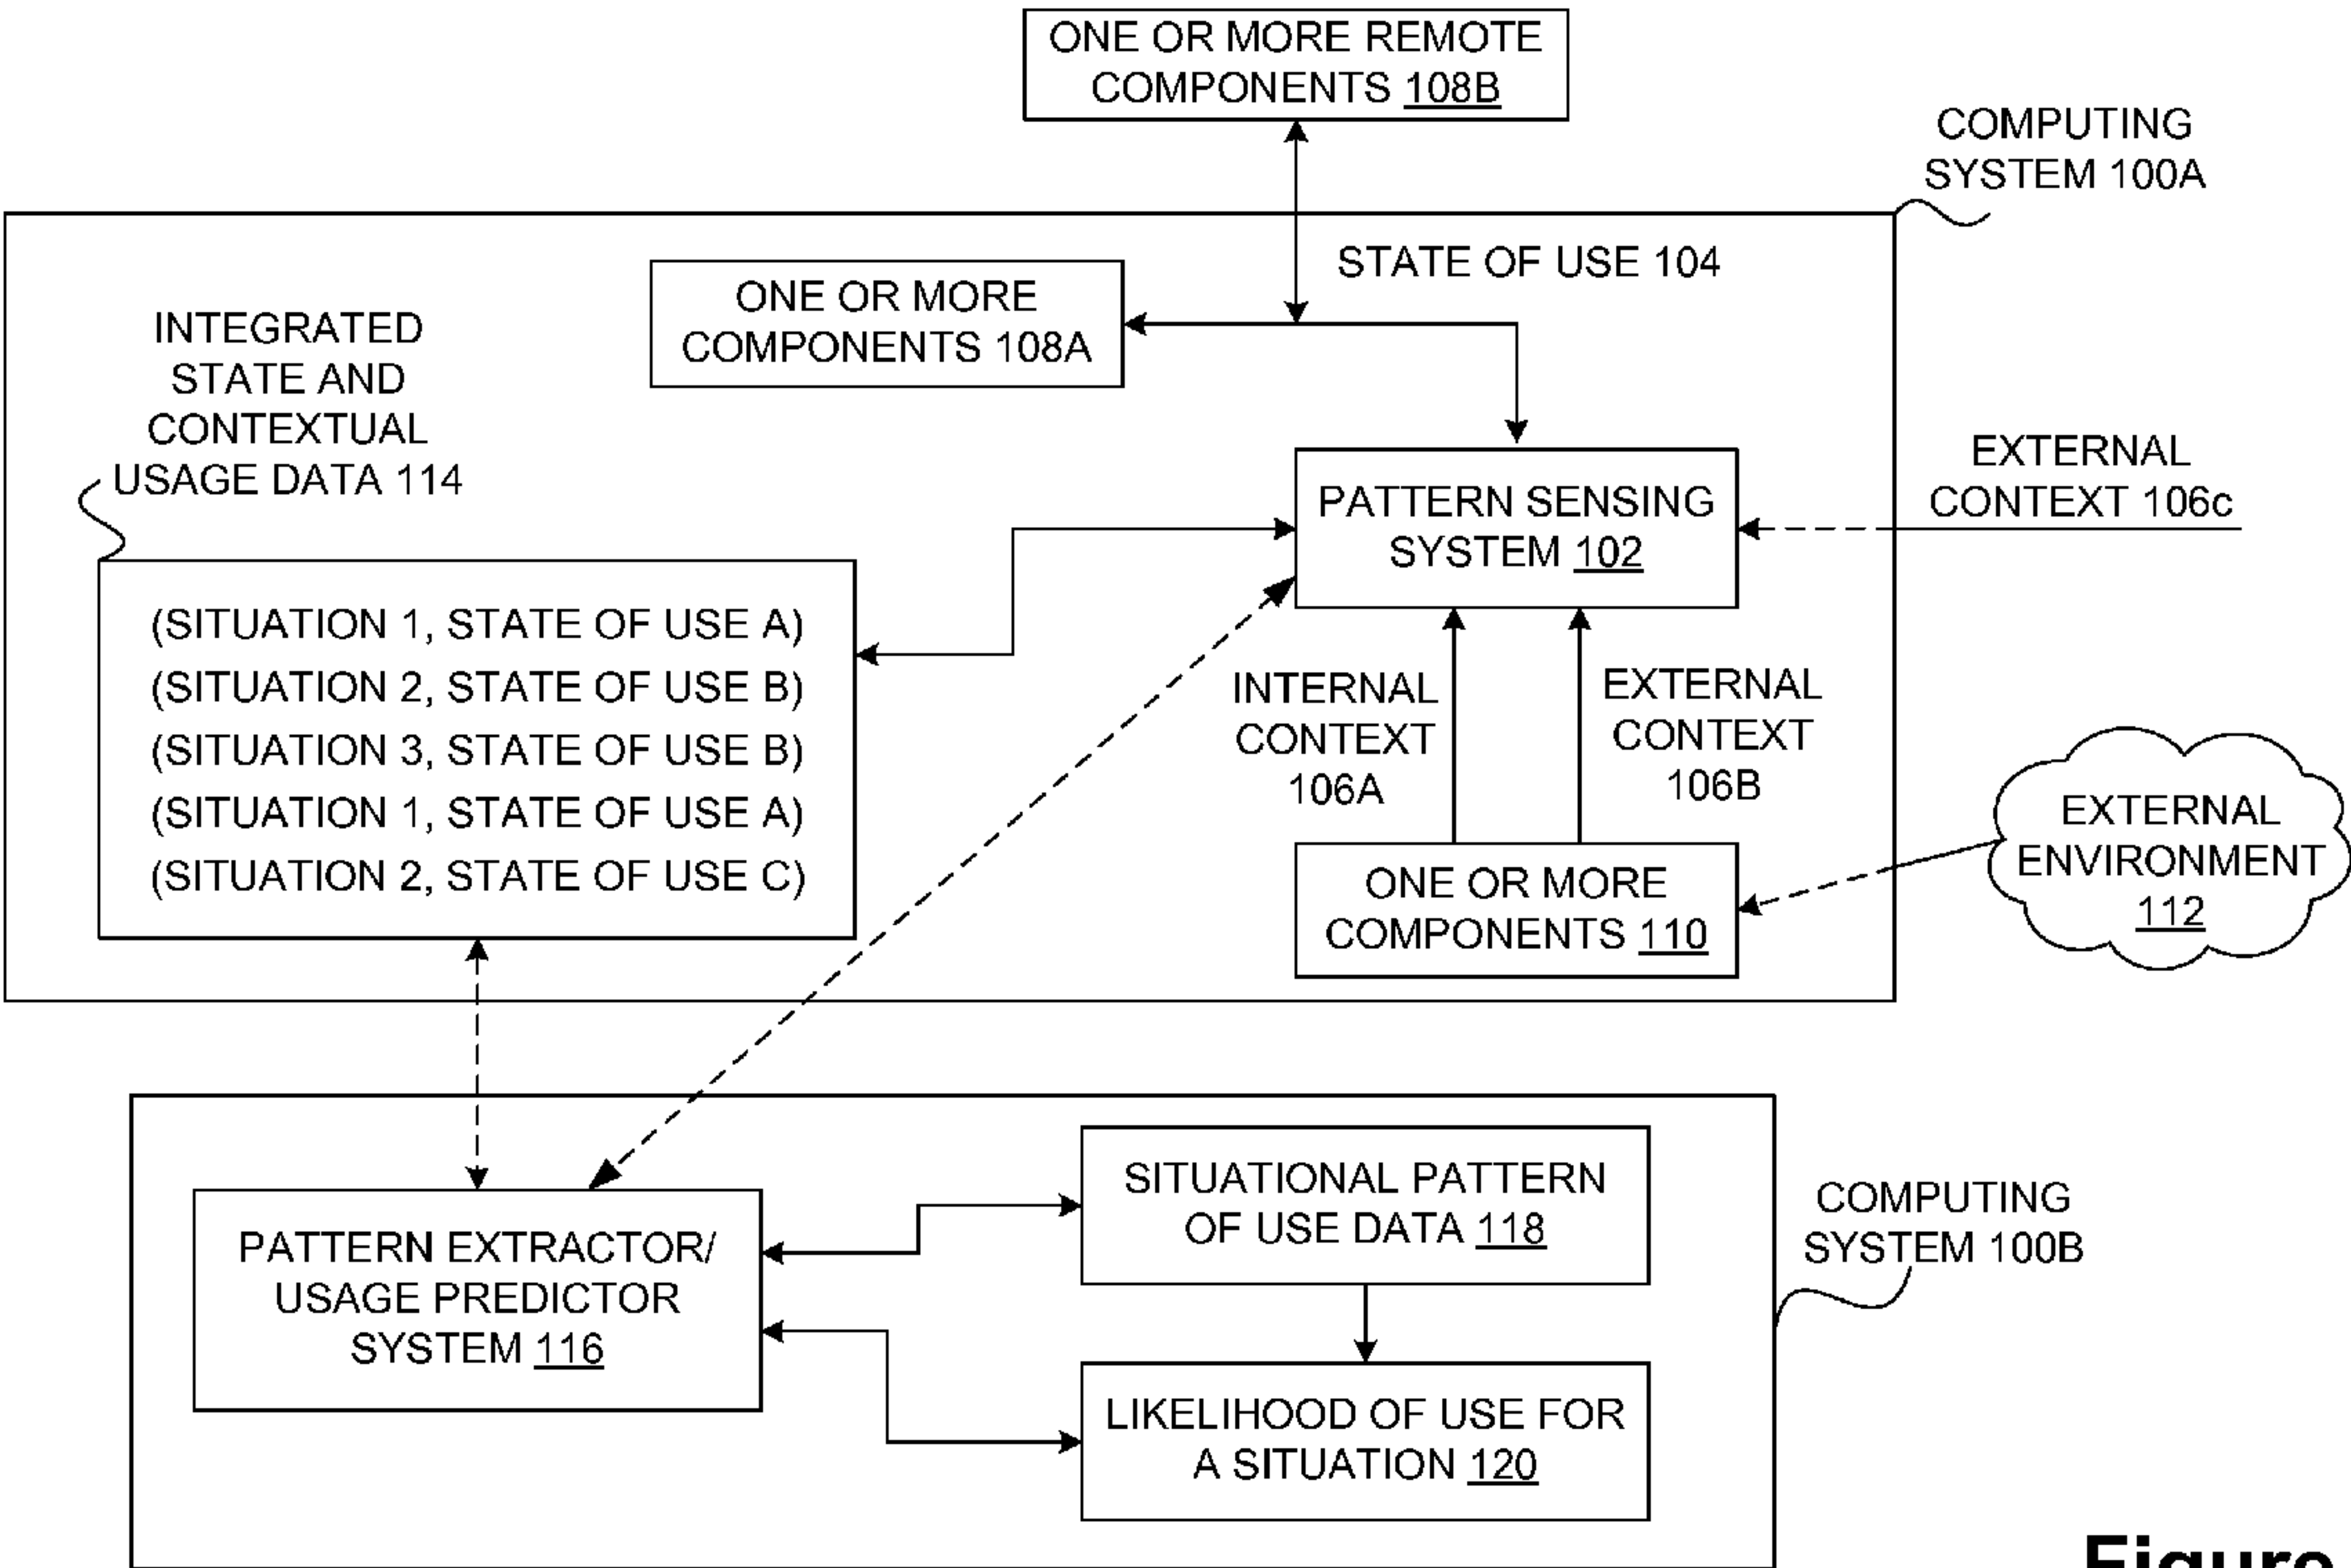 ONE OR MORE REMOTE
COMPONENTS 108B
COMPUTING
SYSTEM 100A
STATE OF USE 104
ONE OR MORE
COMPONENTS 108A
INTEGRATED
STATE AND
CONTEXTUAL
USAGE DATA 114
PATTERN SENSING
SYSTEM 102
EXTERNAL
CONTEXT 106c
(SITUATION 1, STATE OF USE A)
(SITUATION 2, STATE OF USE B)
(SITUATION 3, STATE OF USE B)
(SITUATION 1, STATE OF USE A)
(SITUATION 2, STATE OF USE C)
INTERNAL
CONTEXT
106A
EXTERNAL
CONTEXT
106B
ONE OR MORE
COMPONENTS 110
EXTERNAL
ENVIRONMENT
112
PATTERN EXTRACTOR/
USAGE PREDICTOR
SYSTEM 116
SITUATIONAL PATTERN
OF USE DATA 118
LIKELIHOOD OF USE FOR
A SITUATION 120
COMPUTING
SYSTEM 100B
Figure